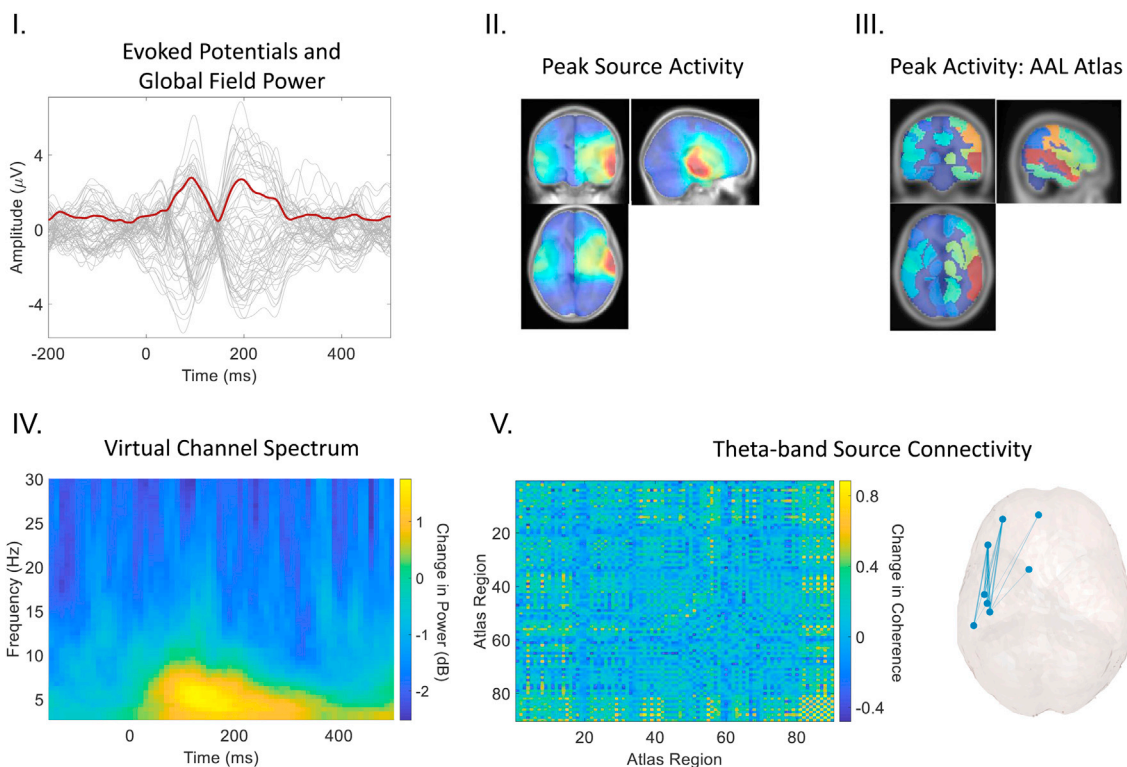 I.
Evoked Potentials and
Global Field Power
Amplitude (μV)
4
0
-4
-200
0
200
400
Time (ms)
II.
Peak Source Activity
III.
Peak Activity: AAL Atlas
IV.
Virtual Channel Spectrum
Frequency (Hz)
30
25
20
15
10
5
0
200
400
Time (ms)
1
0
-1
-2
Change in
Power (dB)
V.
Theta-band Source Connectivity
Atlas Region
20
40
60
80
20
40
60
80
Atlas Region
0.8
0.4
0
-0.4
Change in Coherence